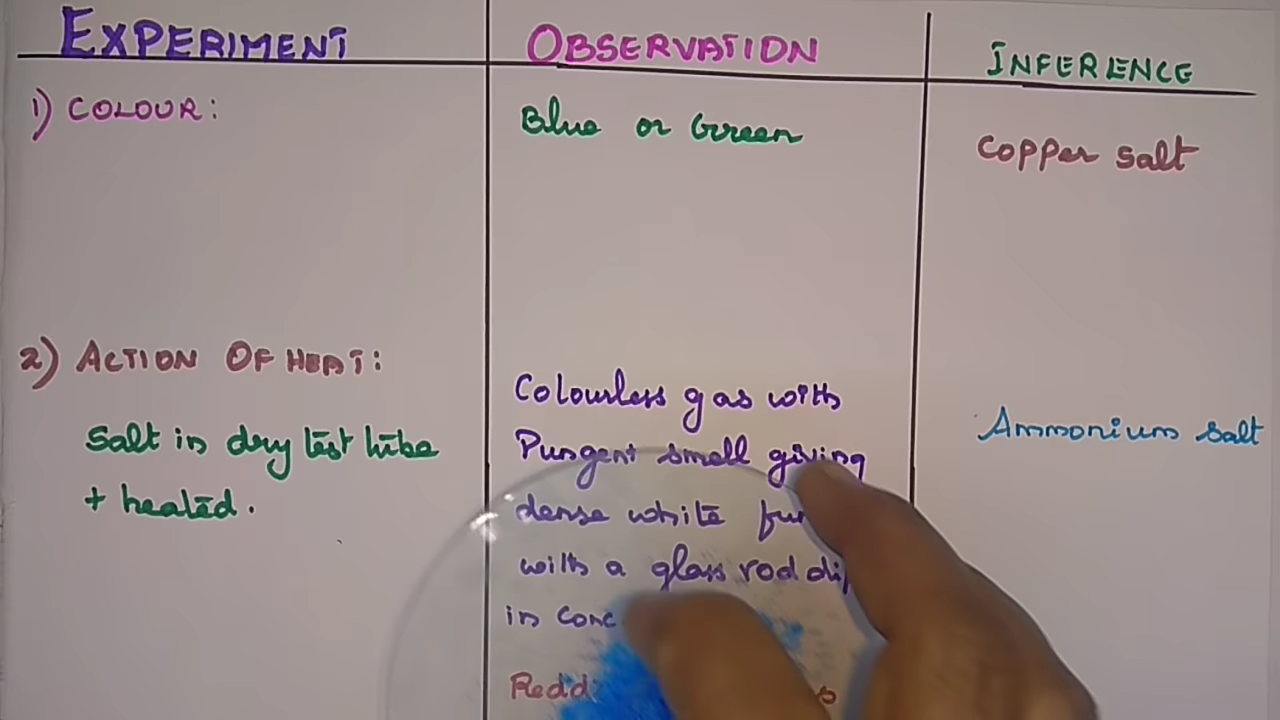 EXPERIMENT
OBSERVATION
INFERENCE
1) COLOUR:
Blue or Green
Copper salt
2) ACTION OF HEAT:
Salt in dry test tube
+ heated.
Colourless gas with
Pungent smell giving
dense white
with a glass rod
in Conc
Ammonium salt